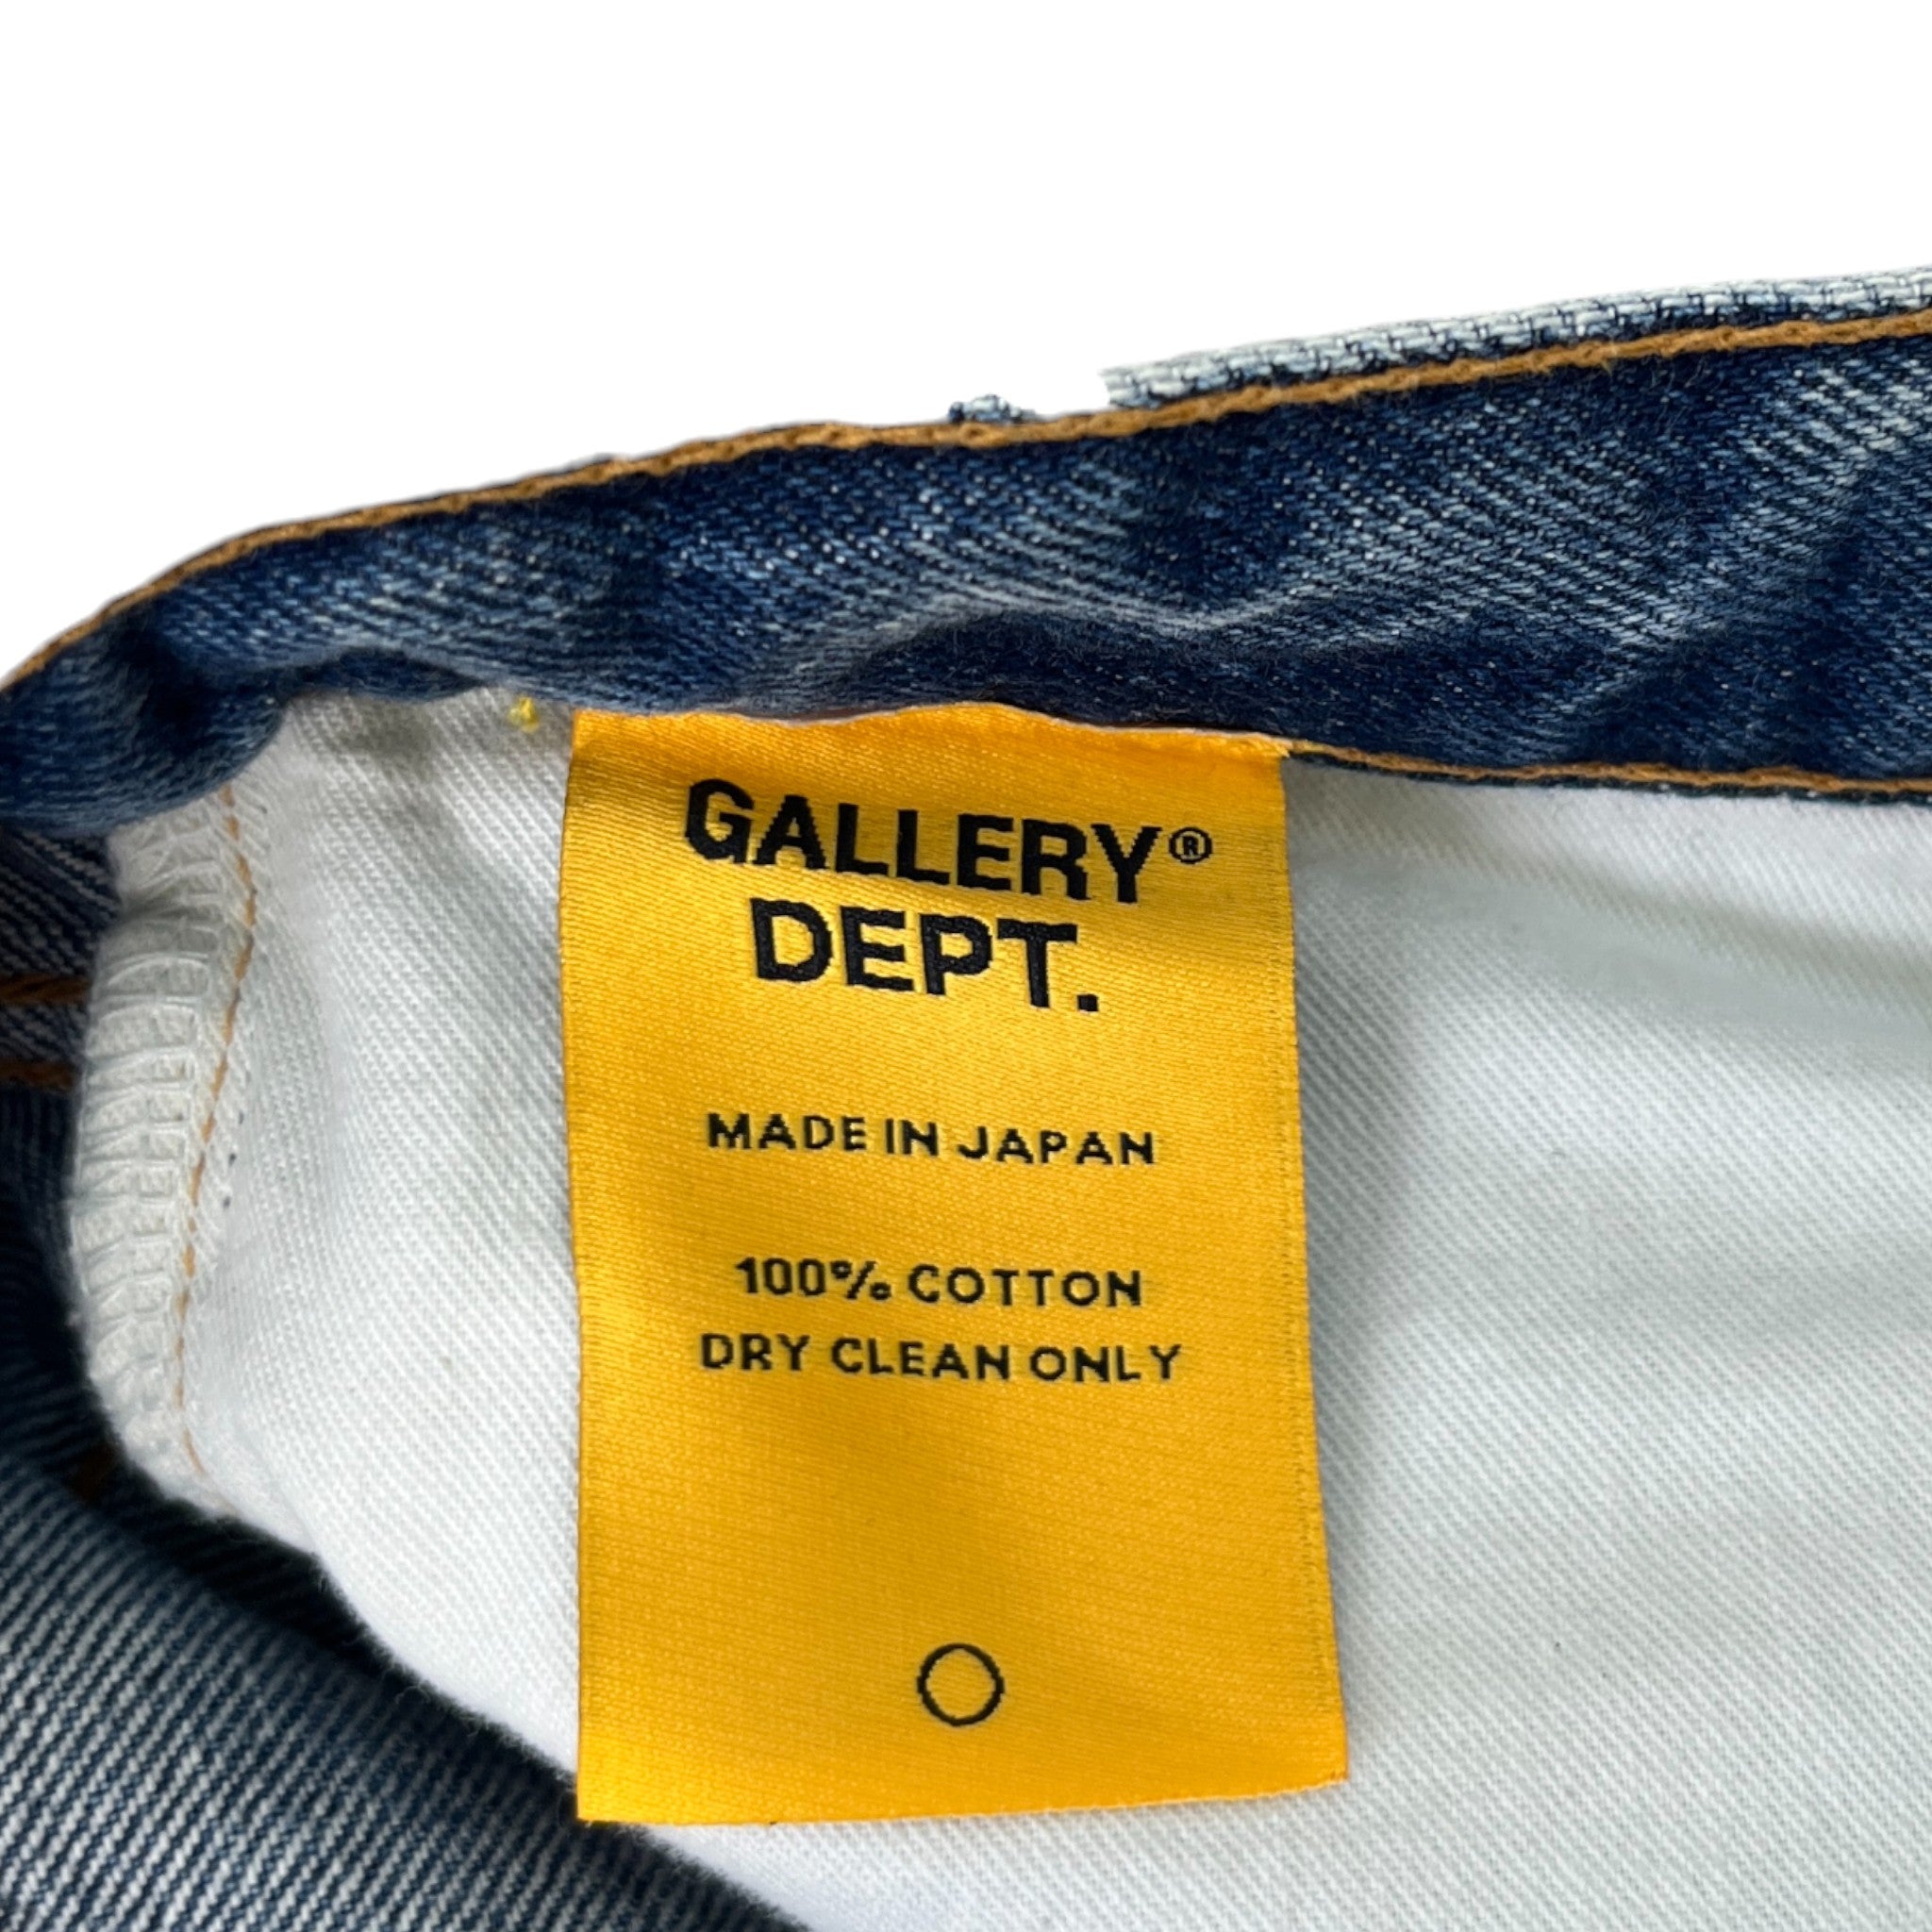 GALLERY®
DEPT.
MADE IN JAPAN
100% COTTON
DRY CLEAN ONLY